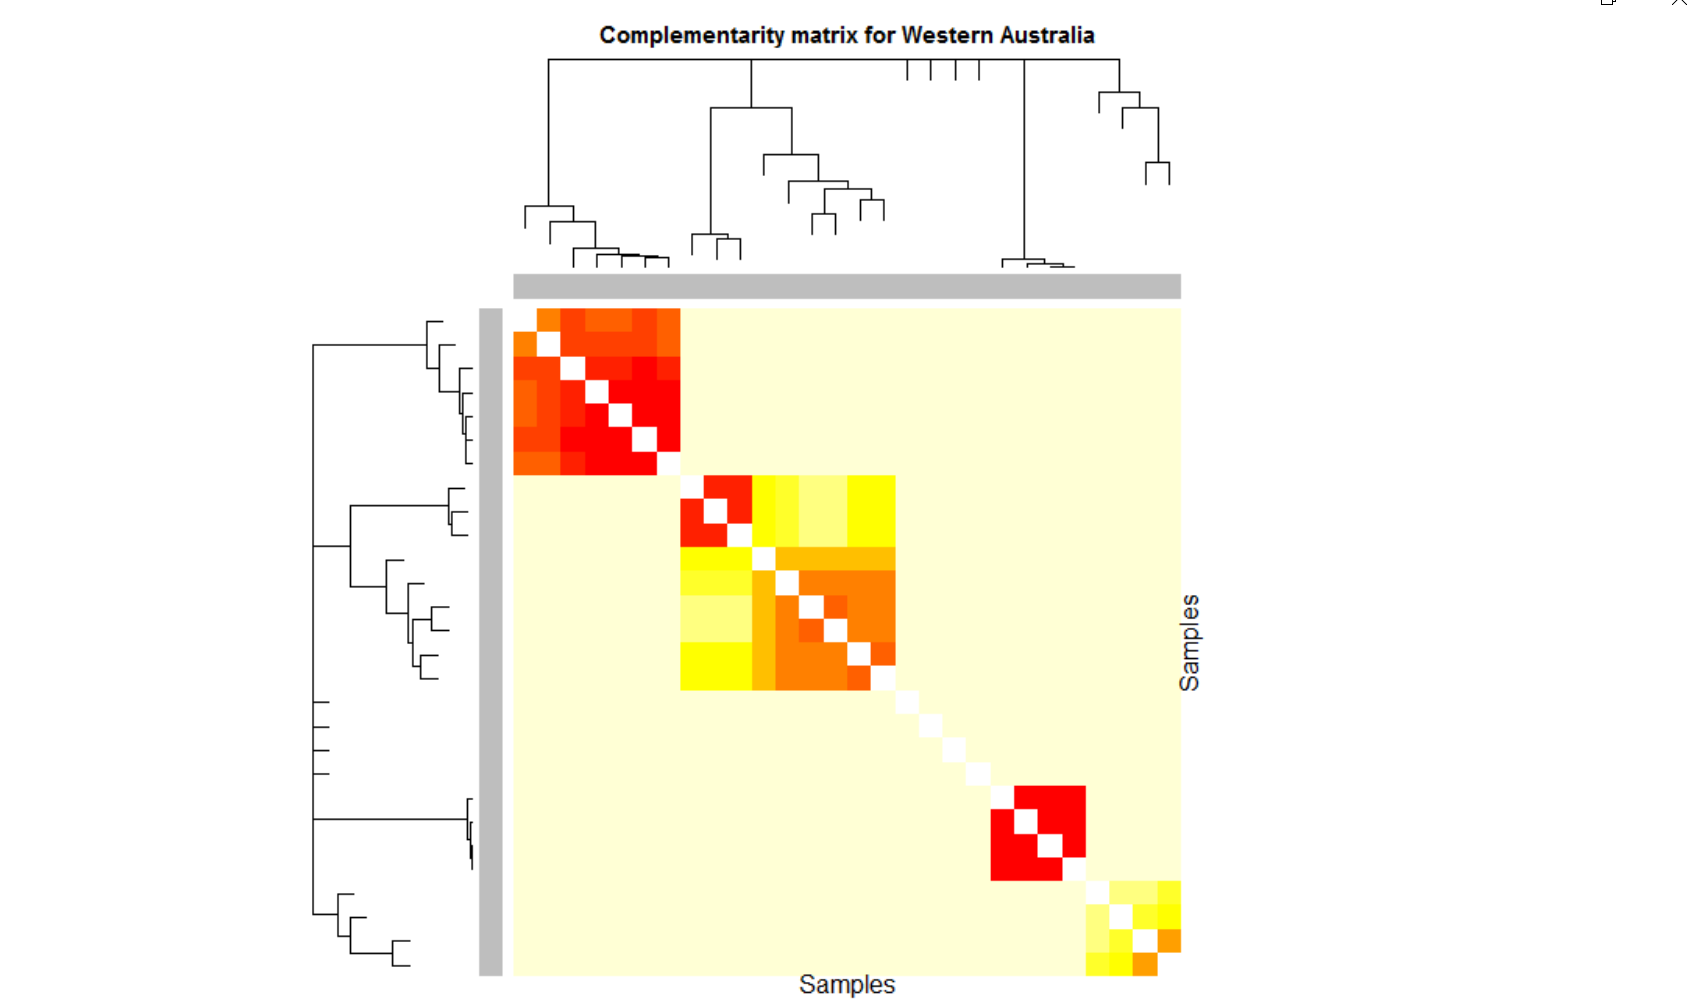 Complementarity matrix for Western Australia
Samples
Samples